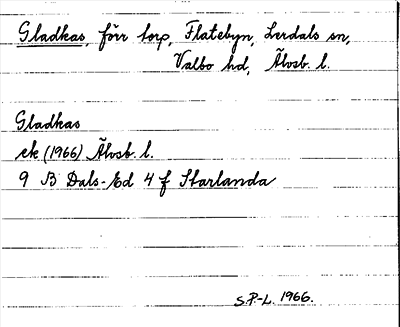 Gladkas, förr torp, Flatebyn, Lerdals sn,
Valbo hd, Älvsb. l.
Gladkas
ek (1966) Älvsb. l.
9 B Dals-Ed 4 f Starlanda
S.P-L. 1966.